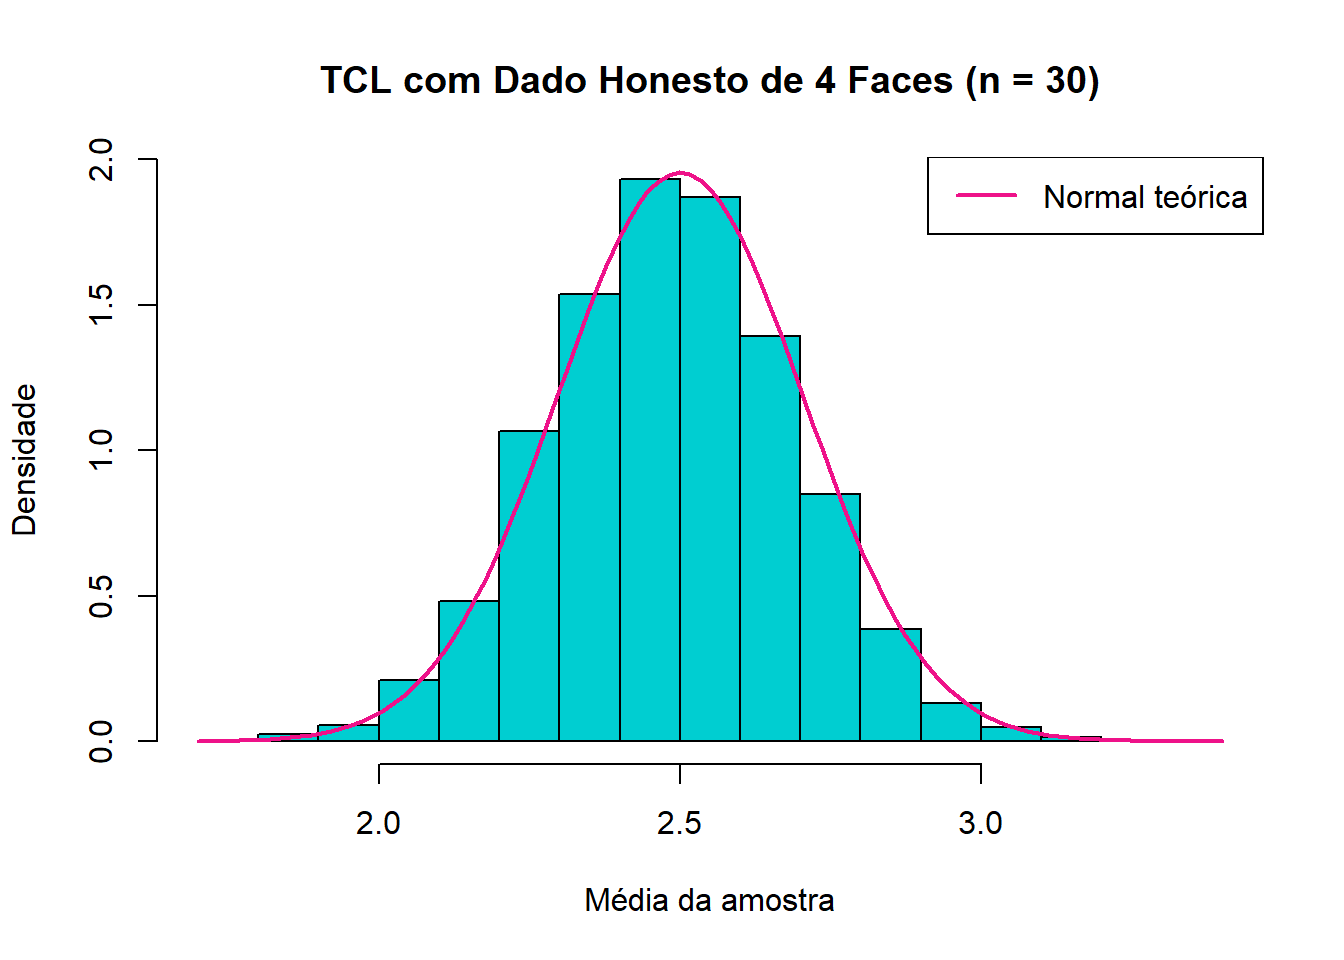 TCL com Dado Honesto de 4 Faces (n = 30)
Normal teórica
Densidade
2.0
1.5
1.0
0.5
0.0
2.0 2.5 3.0
Média da amostra